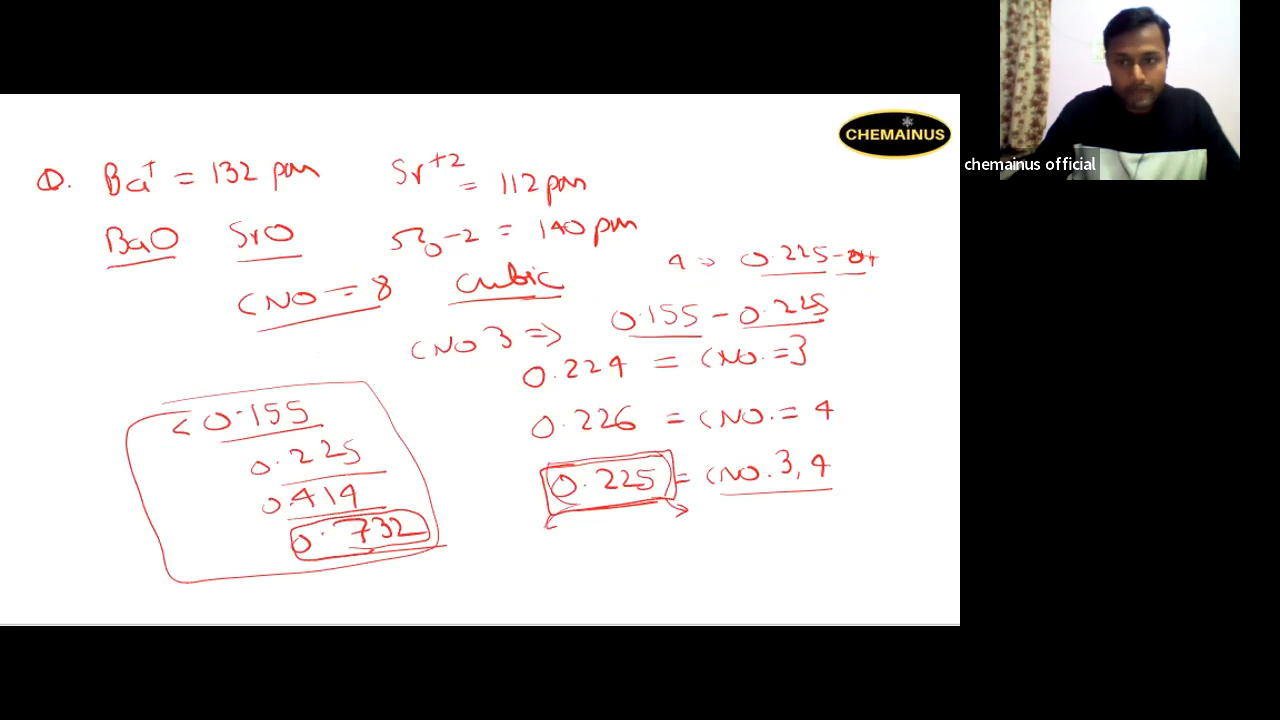 CHEMAINUS
chemainus official
①. Ba+ = 132 pm Sr+2 = 112 pm
BaO SrO O-2 = 140 pm
4 => 0.225 -
CNO = 8 cubic
CNO 3 => 0.155 - 0.225
0.224 = CNO. = 3
< 0.155
0.226 = CNO. = 4
0.225
0.225 = CNO. 3, 4
0.414
0.732